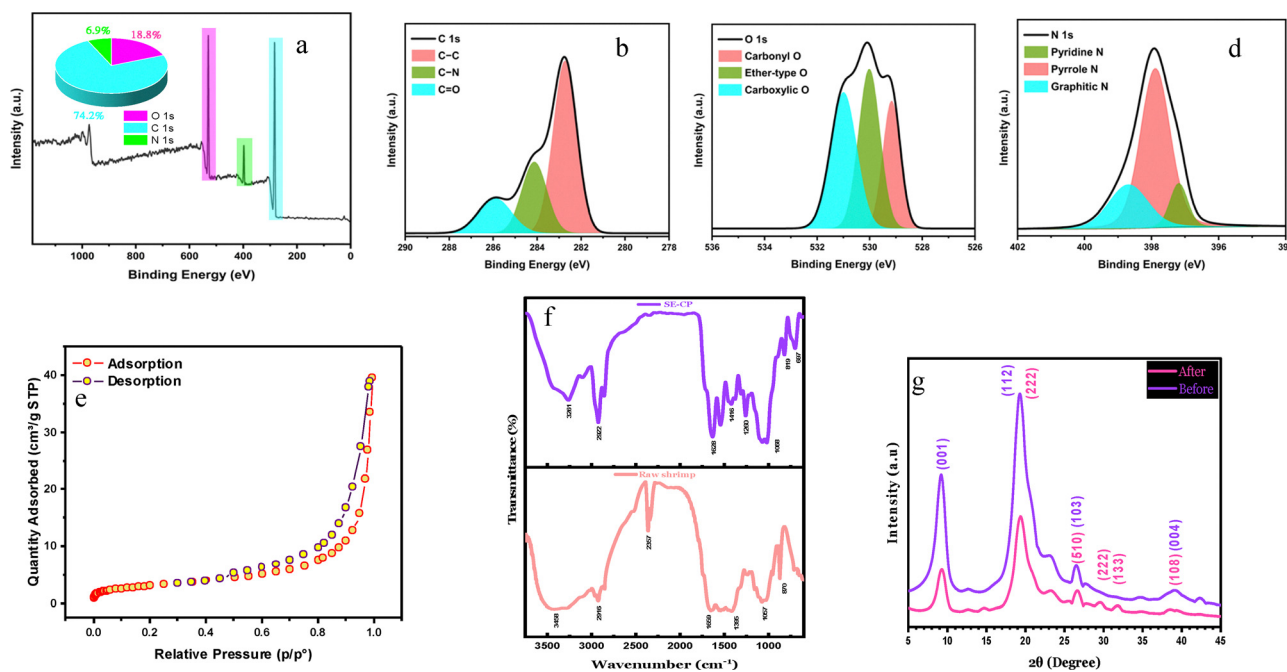 a
6.9%
18.8%
74.2%
O 1s
C 1s
N 1s
Intensity (a.u.)
1000 800 600 400 200 0
Binding Energy (eV)
b
C 1s
C−C
C−N
C=O
Intensity (a.u.)
290 288 286 284 282 280 278
Binding Energy (eV)
c
O 1s
Carbonyl O
Ether-type O
Carboxylic O
Intensity (a.u.)
536 534 532 530 528 526
Binding Energy (eV)
d
N 1s
Pyridine N
Pyrrole N
Graphitic N
Intensity (a.u.)
402 400 398 396 39
Binding Energy (eV)
e
Adsorption
Desorption
Quantity Adsorbed (cm³/g STP)
40
30
20
10
0
0.0 0.2 0.4 0.6 0.8 1.0
Relative Pressure (p/p°)
f
SE-CP
3261
2922
1628
1416
1260
1068
819
697
Transmittance (%)
Raw shrimp
3458
2916
2357
1659
1395
1057
870
3500 3000 2500 2000 1500 1000
Wavenumber (cm⁻¹)
g
After
Before
(001)
(112)
(222)
(510)
(103)
(222)
(133)
(108)
(004)
Intensity (a.u)
5 10 15 20 25 30 35 40 45
2θ (Degree)